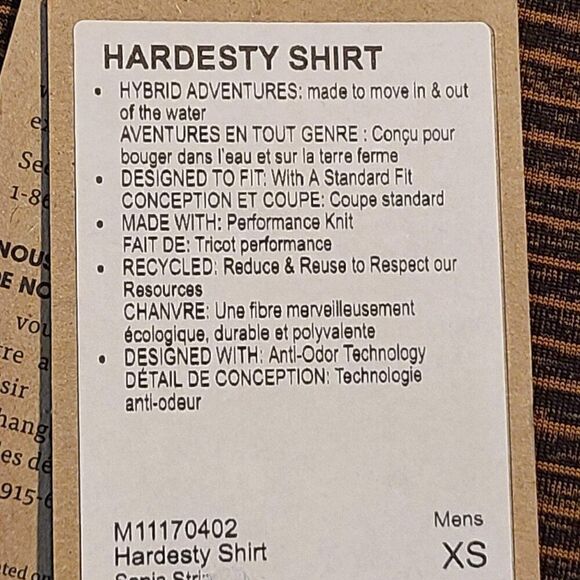 HARDESTY SHIRT
• HYBRID ADVENTURES: made to move in & out
of the water
AVENTURES EN TOUT GENRE : Conçu pour
bouger dans l'eau et sur la terre ferme
• DESIGNED TO FIT: With A Standard Fit
CONCEPTION ET COUPE: Coupe standard
• MADE WITH: Performance Knit
FAIT DE: Tricot performance
• RECYCLED: Reduce & Reuse to Respect our
Resources
CHANVRE: Une fibre merveilleusement
écologique, durable et polyvalente
• DESIGNED WITH: Anti-Odor Technology
DÉTAIL DE CONCEPTION: Technologie
anti-odeur
M11170402
Hardesty Shirt
Mens
XS